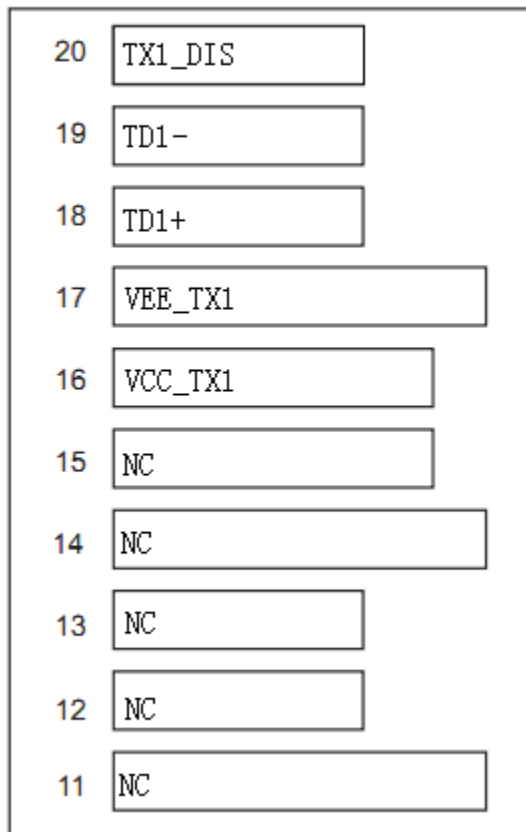 20 TX1_DIS
19 TD1-
18 TD1+
17 VEE_TX1
16 VCC_TX1
15 NC
14 NC
13 NC
12 NC
11 NC